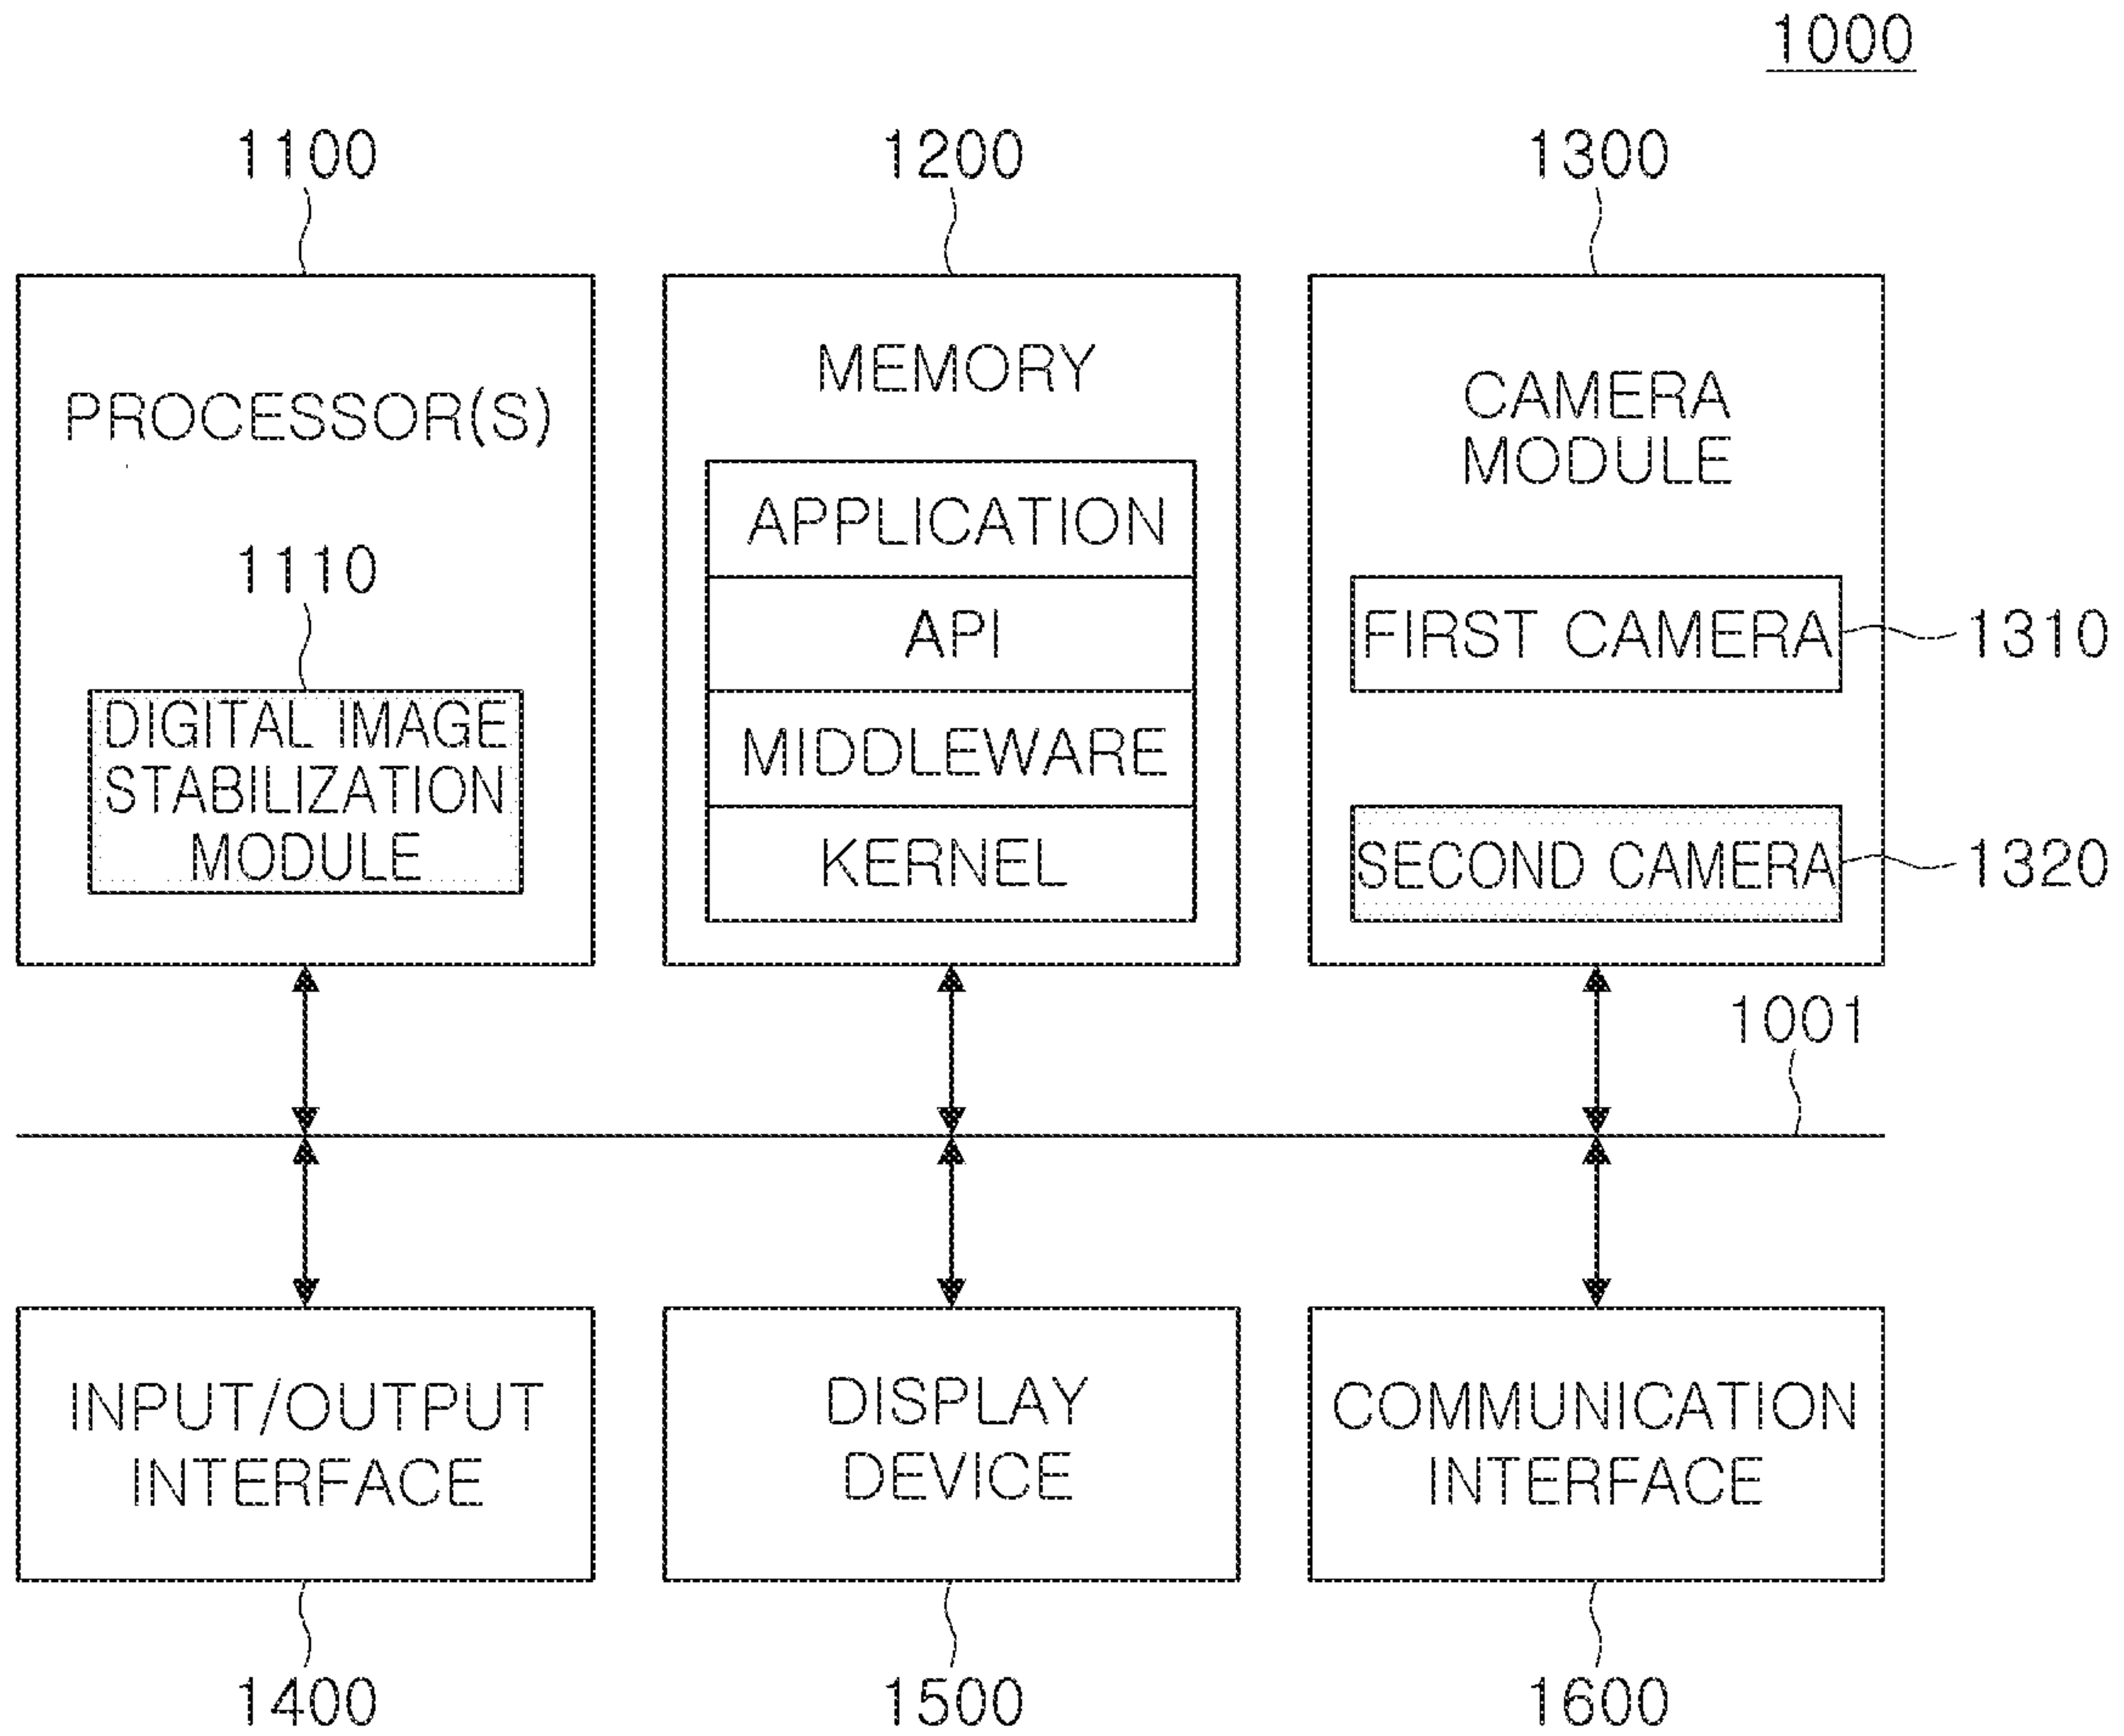 1000
1100
1200
1300
PROCESSOR(S)
1110
DIGITAL IMAGE
STABILIZATION
MODULE
MEMORY
APPLICATION
API
MIDDLEWARE
KERNEL
CAMERA
MODULE
FIRST CAMERA
1310
SECOND CAMERA
1320
1001
INPUT/OUTPUT
INTERFACE
DISPLAY
DEVICE
COMMUNICATION
INTERFACE
1400
1500
1600